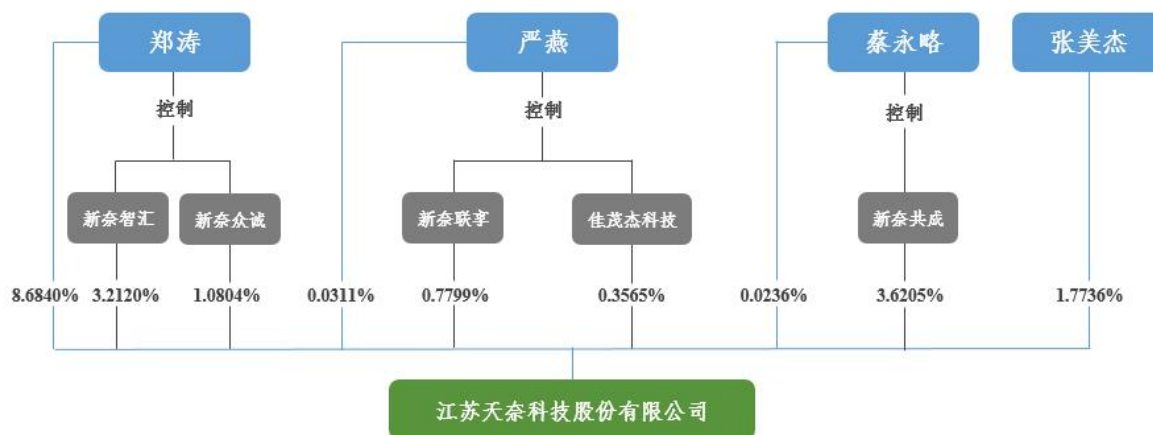 郑涛
严燕
蔡永略
张美杰
控制
控制
控制
新奈智汇
新奈众诚
新奈联享
佳茂杰科技
新奈共成
8.6840%
3.2120%
1.0804%
0.0311%
0.7799%
0.3565%
0.0236%
3.6205%
1.7736%
江苏天奈科技股份有限公司